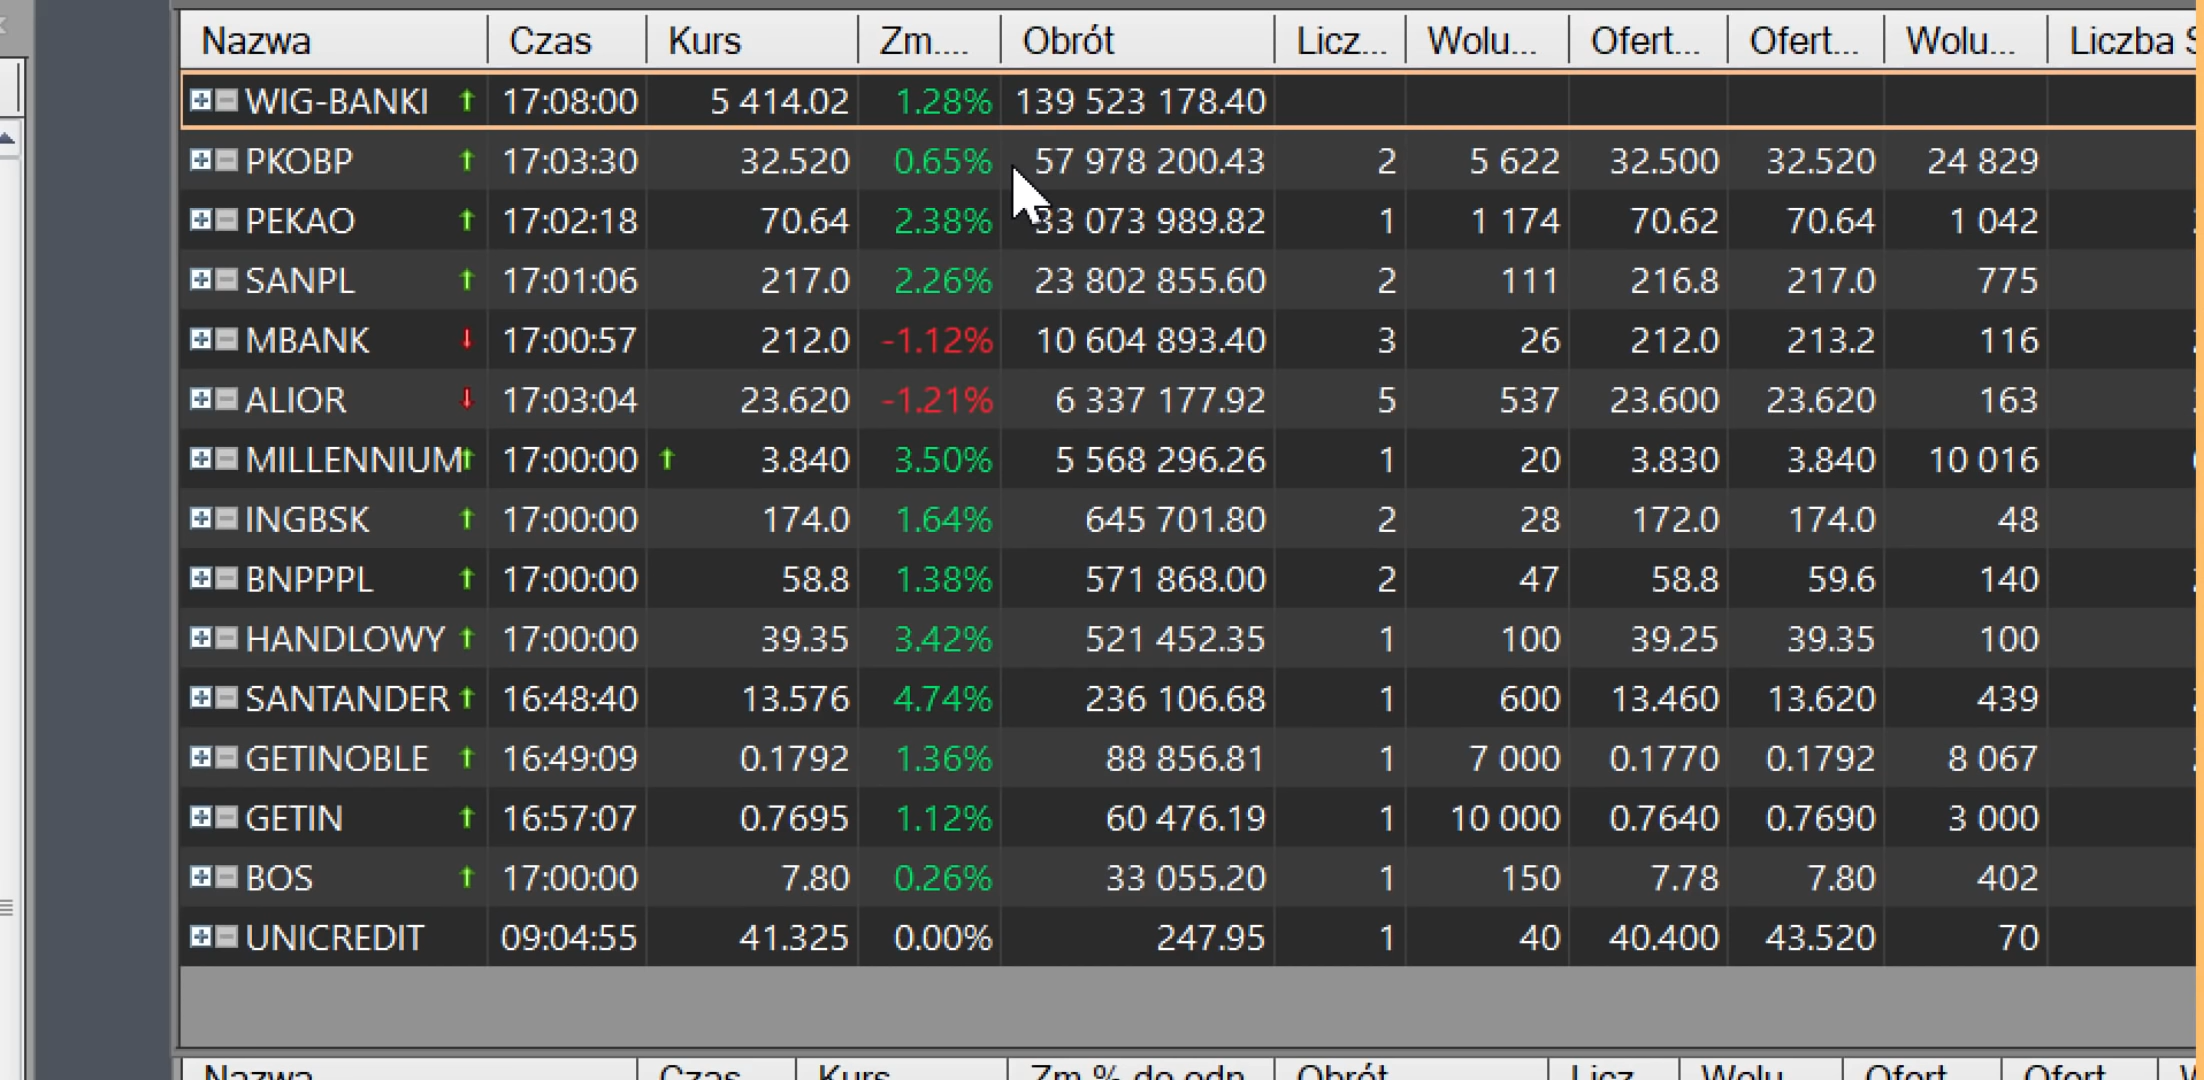 Nazwa Czas Kurs Zm.... Obrót Licz... Wolu... Ofert... Ofert... Wolu... Liczba
WIG-BANKI 17:08:00 5 414.02 1.28% 139 523 178.40
PKOBP 17:03:30 32.520 0.65% 57 978 200.43 2 5 622 32.500 32.520 24 829
PEKAO 17:02:18 70.64 2.38% 33 073 989.82 1 1 174 70.62 70.64 1 042
SANPL 17:01:06 217.0 2.26% 23 802 855.60 2 111 216.8 217.0 775
MBANK 17:00:57 212.0 -1.12% 10 604 893.40 3 26 212.0 213.2 116
ALIOR 17:03:04 23.620 -1.21% 6 337 177.92 5 537 23.600 23.620 163
MILLENNIUM 17:00:00 3.840 3.50% 5 568 296.26 1 20 3.830 3.840 10 016
INGBSK 17:00:00 174.0 1.64% 645 701.80 2 28 172.0 174.0 48
BNPPPL 17:00:00 58.8 1.38% 571 868.00 2 47 58.8 59.6 140
HANDLOWY 17:00:00 39.35 3.42% 521 452.35 1 100 39.25 39.35 100
SANTANDER 16:48:40 13.576 4.74% 236 106.68 1 600 13.460 13.620 439
GETINOBLE 16:49:09 0.1792 1.36% 88 856.81 1 7 000 0.1770 0.1792 8 067
GETIN 16:57:07 0.7695 1.12% 60 476.19 1 10 000 0.7640 0.7690 3 000
BOS 17:00:00 7.80 0.26% 33 055.20 1 150 7.78 7.80 402
UNICREDIT 09:04:55 41.325 0.00% 247.95 1 40 40.400 43.520 70
Nazwa Czas Kurs Zm % do odn Obrót Licz Wolu Ofert Ofert